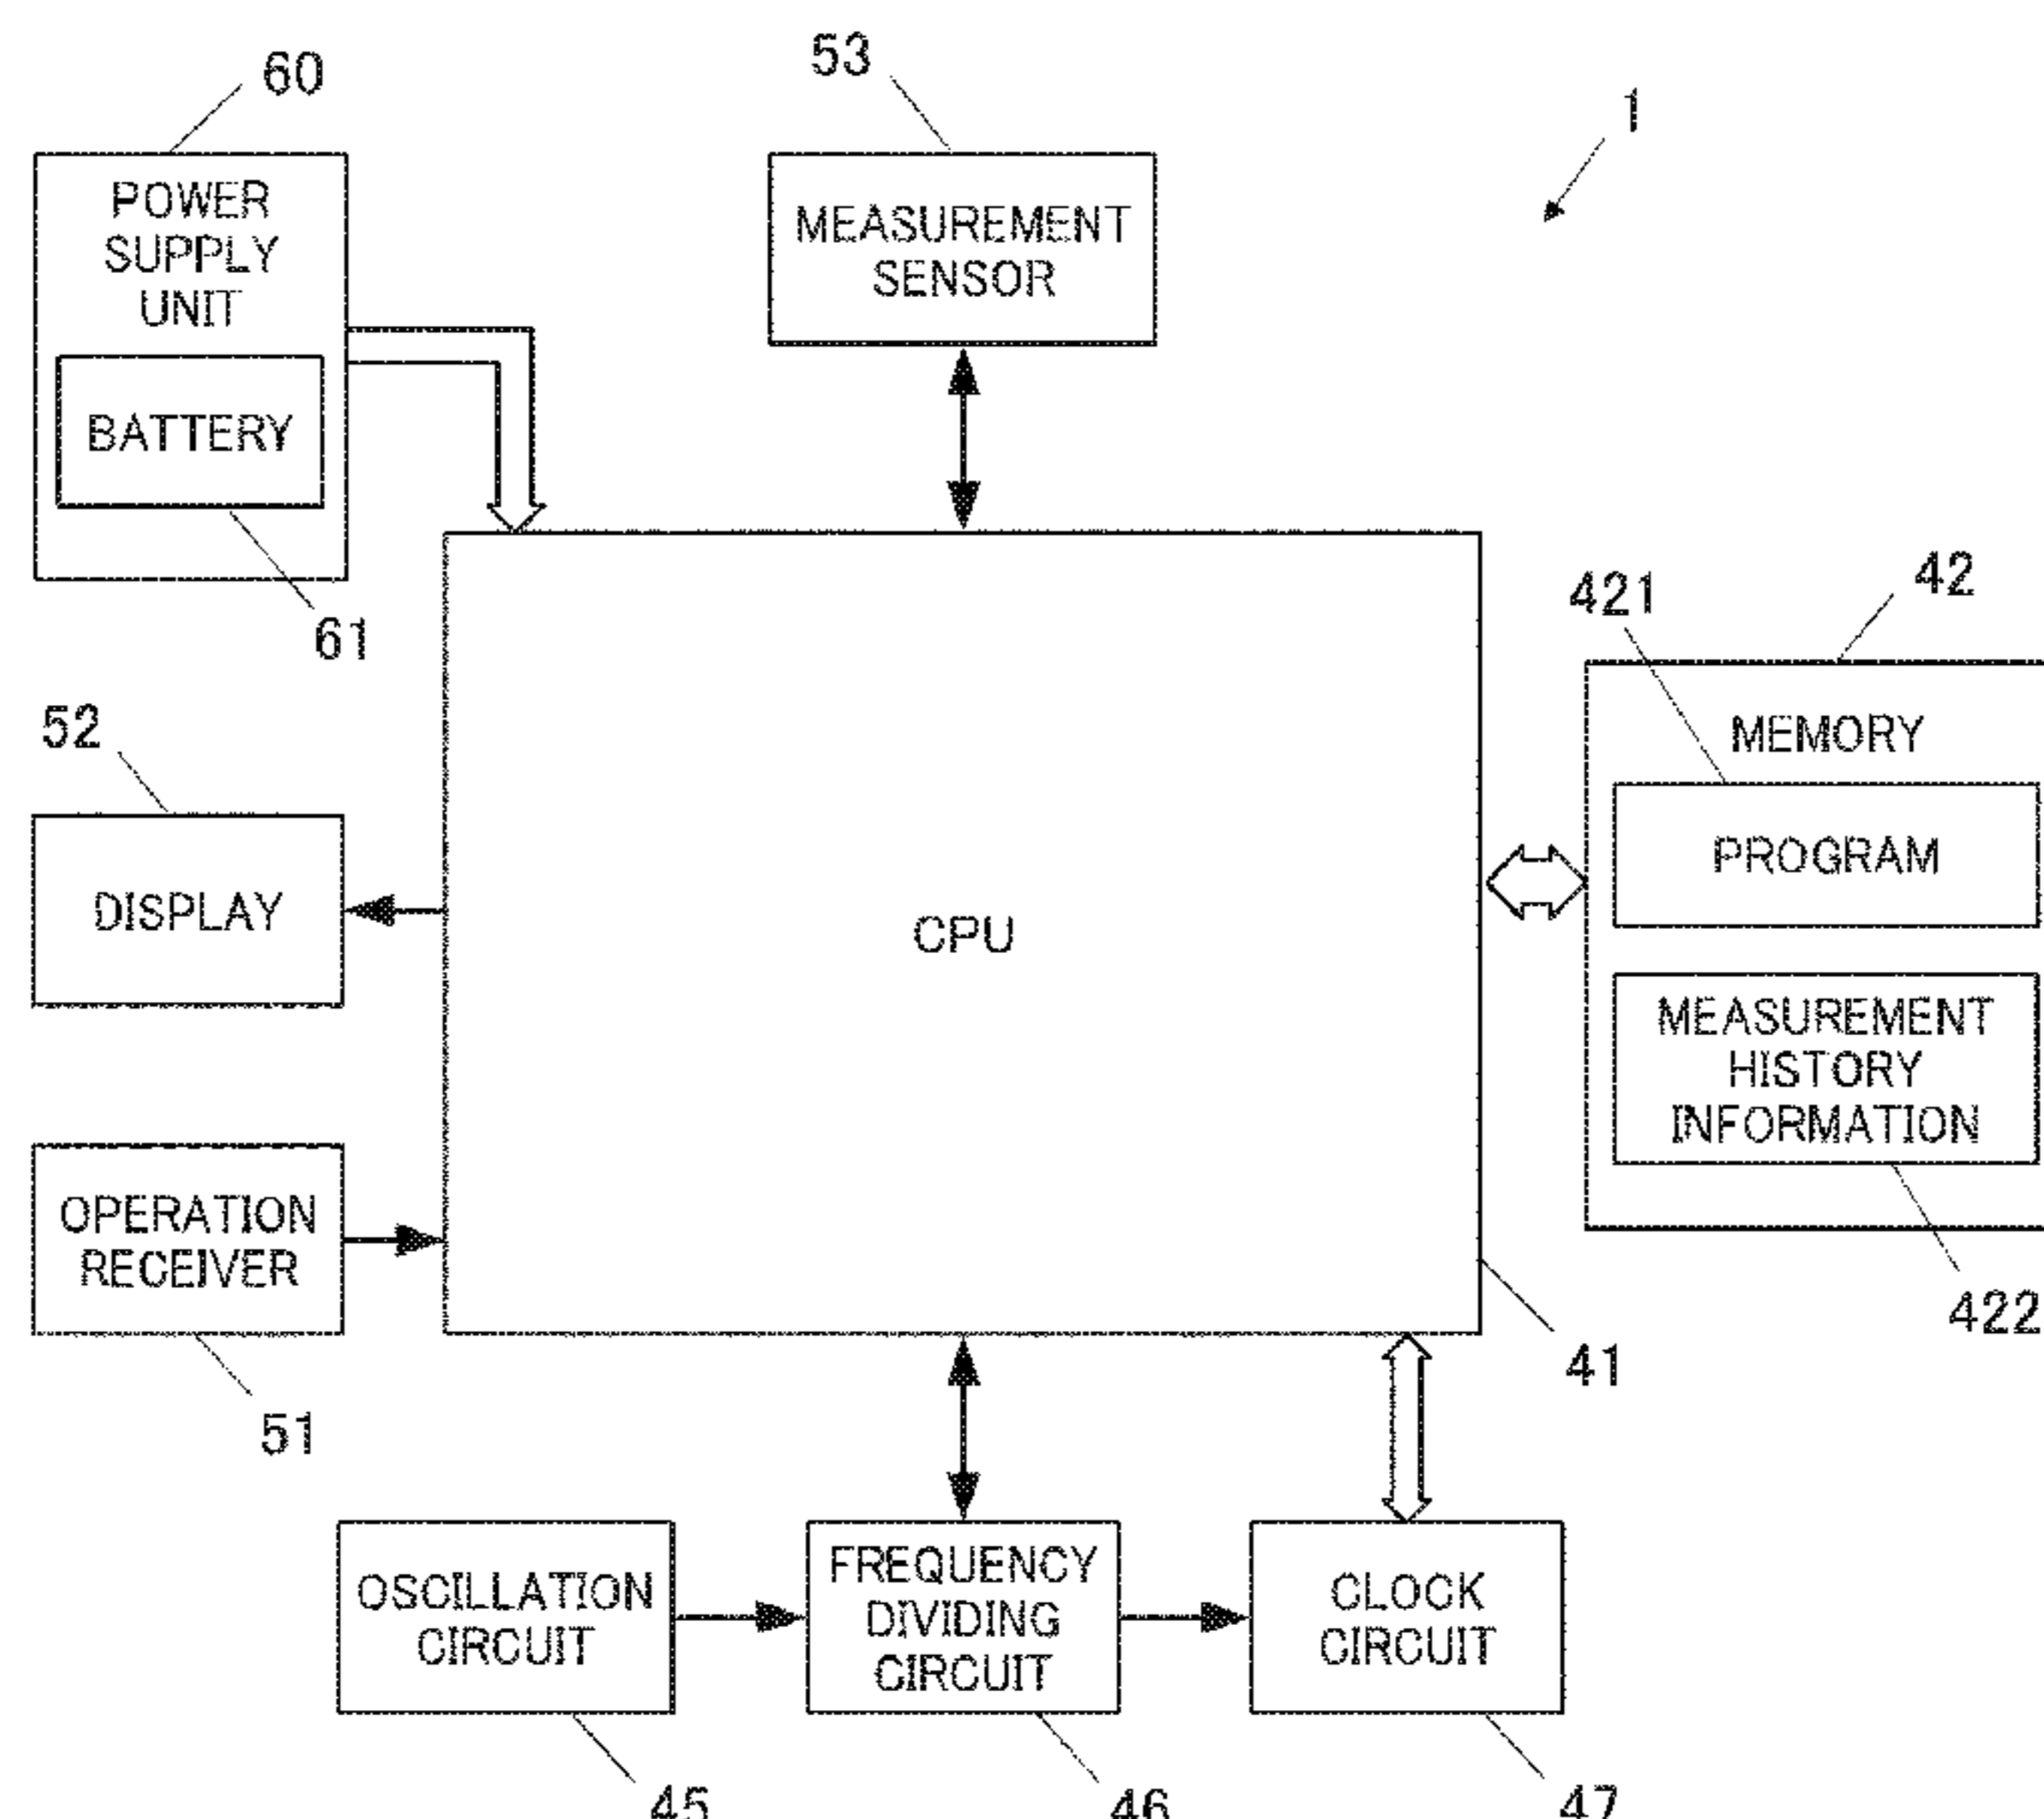 60
53
1
POWER
SUPPLY
UNIT
MEASUREMENT
SENSOR
BATTERY
61
421
42
52
MEMORY
PROGRAM
DISPLAY
CPU
MEASUREMENT
HISTORY
INFORMATION
OPERATION
RECEIVER
422
41
51
OSCILLATION
CIRCUIT
FREQUENCY
DIVIDING
CIRCUIT
CLOCK
CIRCUIT
45
46
47